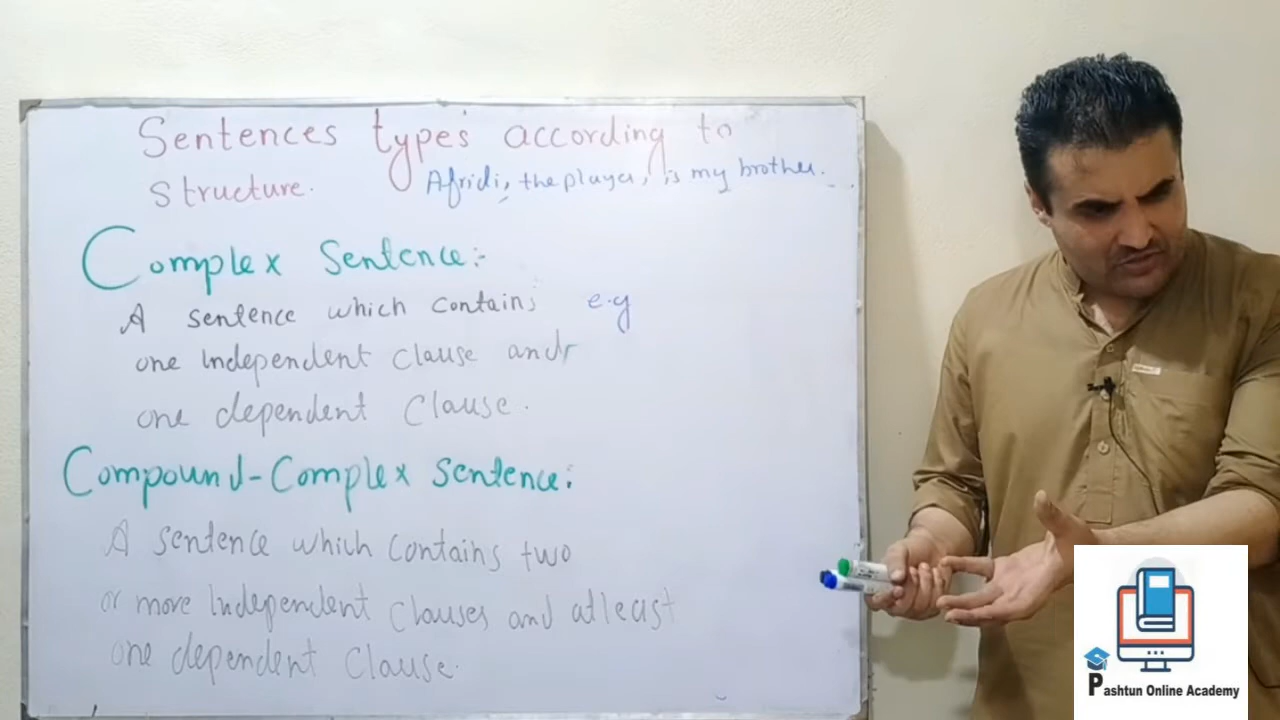 Sentences types according to
structure.
Afridi, the player, is my brother.
Complex Sentence:-
A sentence which contains e.g
one independent clause and
one dependent clause.
Compound-Complex sentence:
A sentence which contains two
or more independent clauses and atleast
one dependent clause.
Pashtun Online Academy